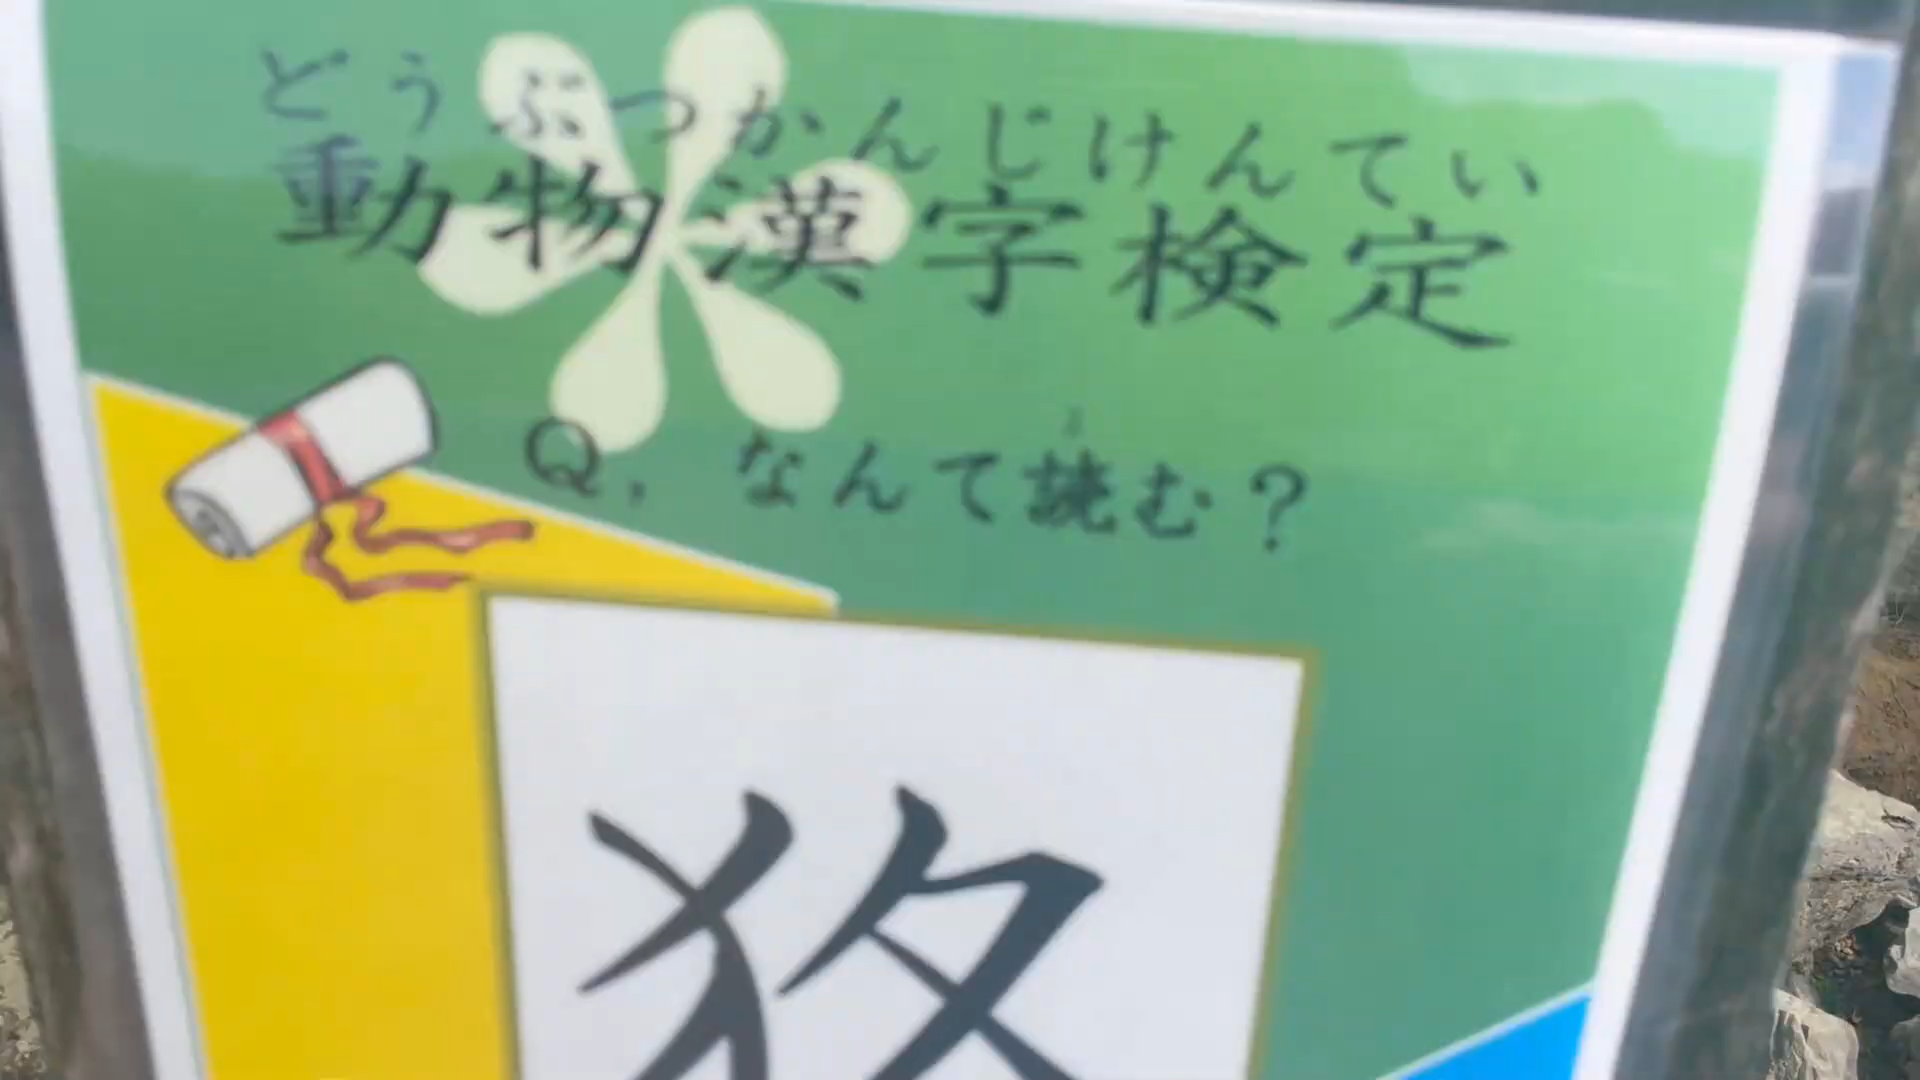 どうぶつかんじけんてい
動物漢字検定
Q, なんて読む?